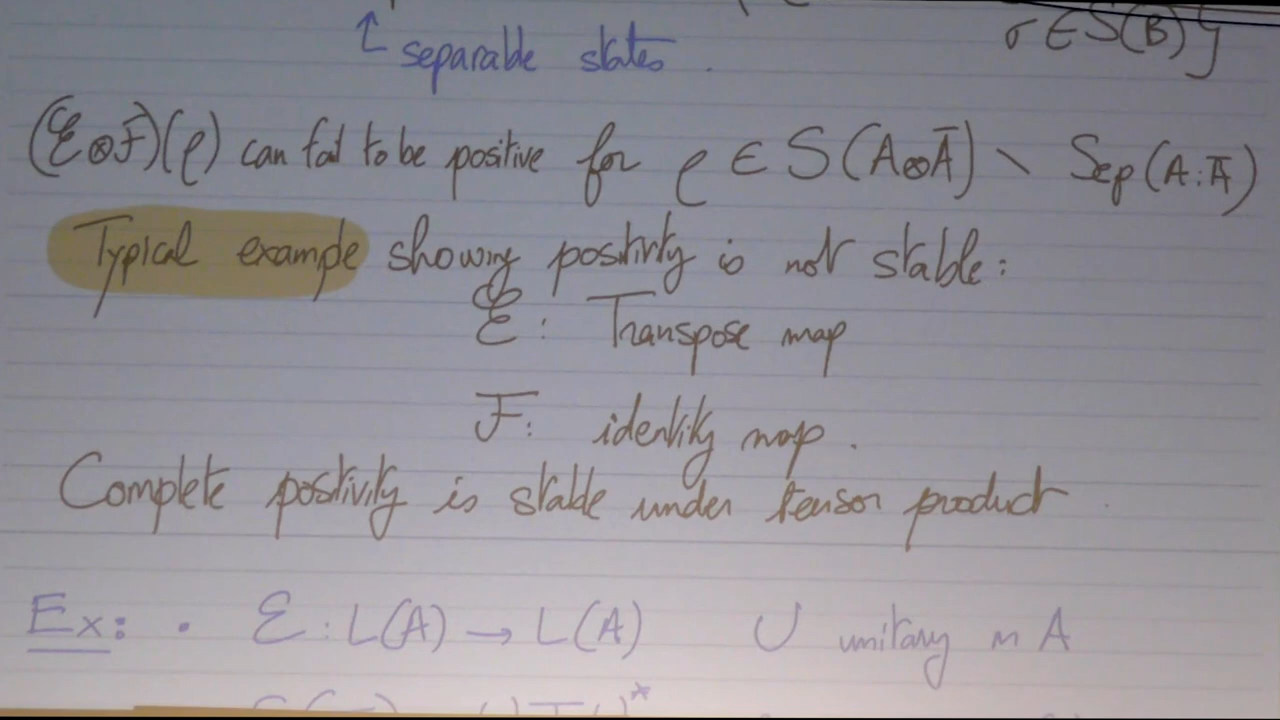 ↑ separable states.
σ ∈ S(B)}
(ℰ⊗F)(ρ) can fail to be positive for ρ ∈ S(A⊗Ā) \ Sep(A:Ā)
Typical example showing positivity is not stable:
ℰ: Transpose map
F: identity map.
Complete positivity is stable under tensor product.
Ex: • ℰ: L(A) → L(A) U unitary on A